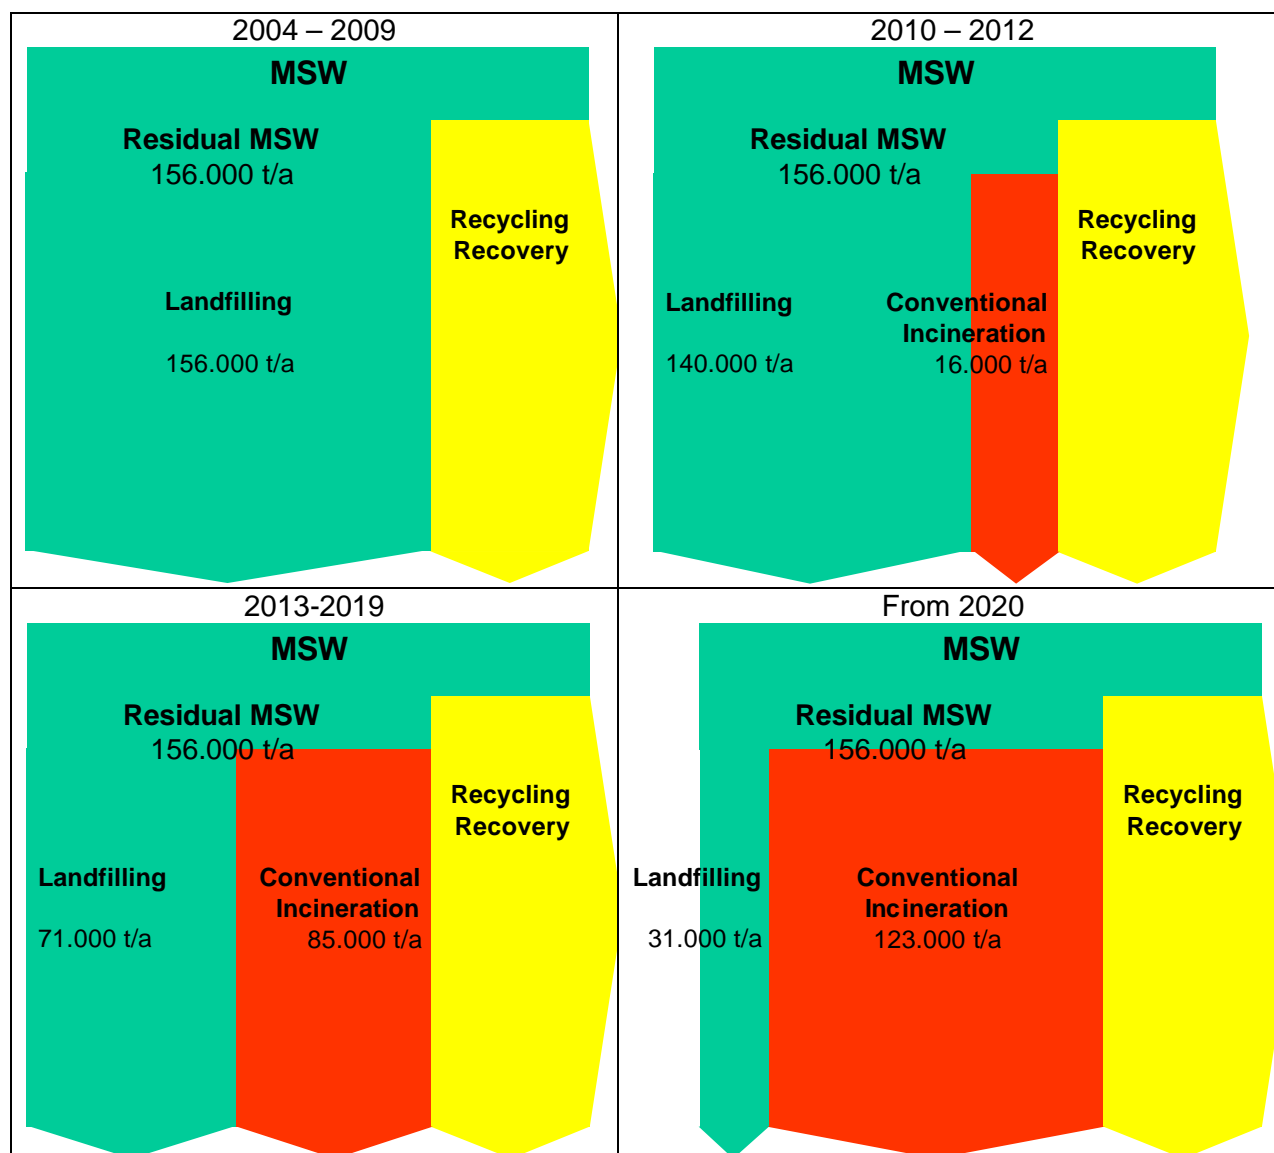 2004 – 2009
MSW
Residual MSW
156.000 t/a
Recycling
Recovery
Landfilling
156.000 t/a
2010 – 2012
MSW
Residual MSW
156.000 t/a
Recycling
Recovery
Landfilling
140.000 t/a
Conventional
Incineration
16.000 t/a
2013-2019
MSW
Residual MSW
156.000 t/a
Recycling
Recovery
Landfilling
71.000 t/a
Conventional
Incineration
85.000 t/a
From 2020
MSW
Residual MSW
156.000 t/a
Recycling
Recovery
Landfilling
31.000 t/a
Conventional
Incineration
123.000 t/a